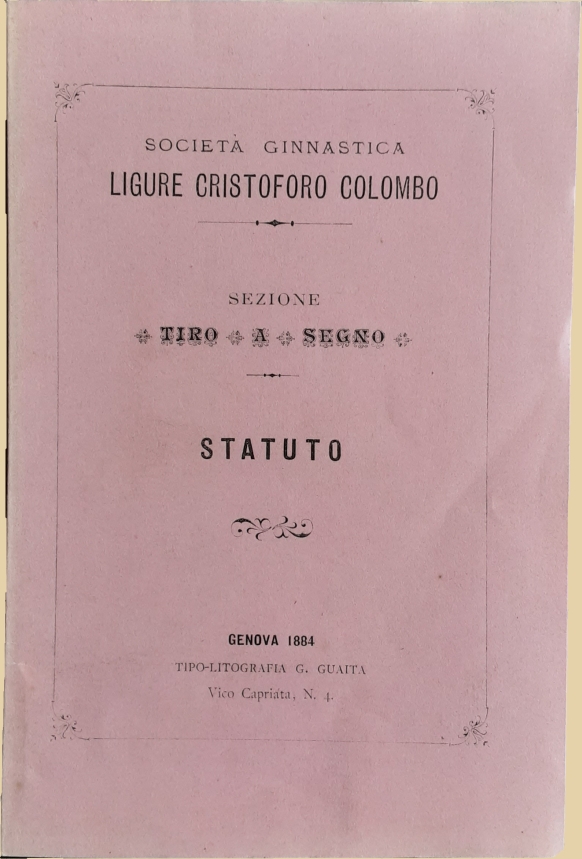 SOCIETÀ GINNASTICA
LIGURE CRISTOFORO COLOMBO
SEZIONE
TIRO A SEGNO
STATUTO
GENOVA 1884
TIPO-LITOGRAFIA G. GUAITA
Vico Capriata, N. 4.